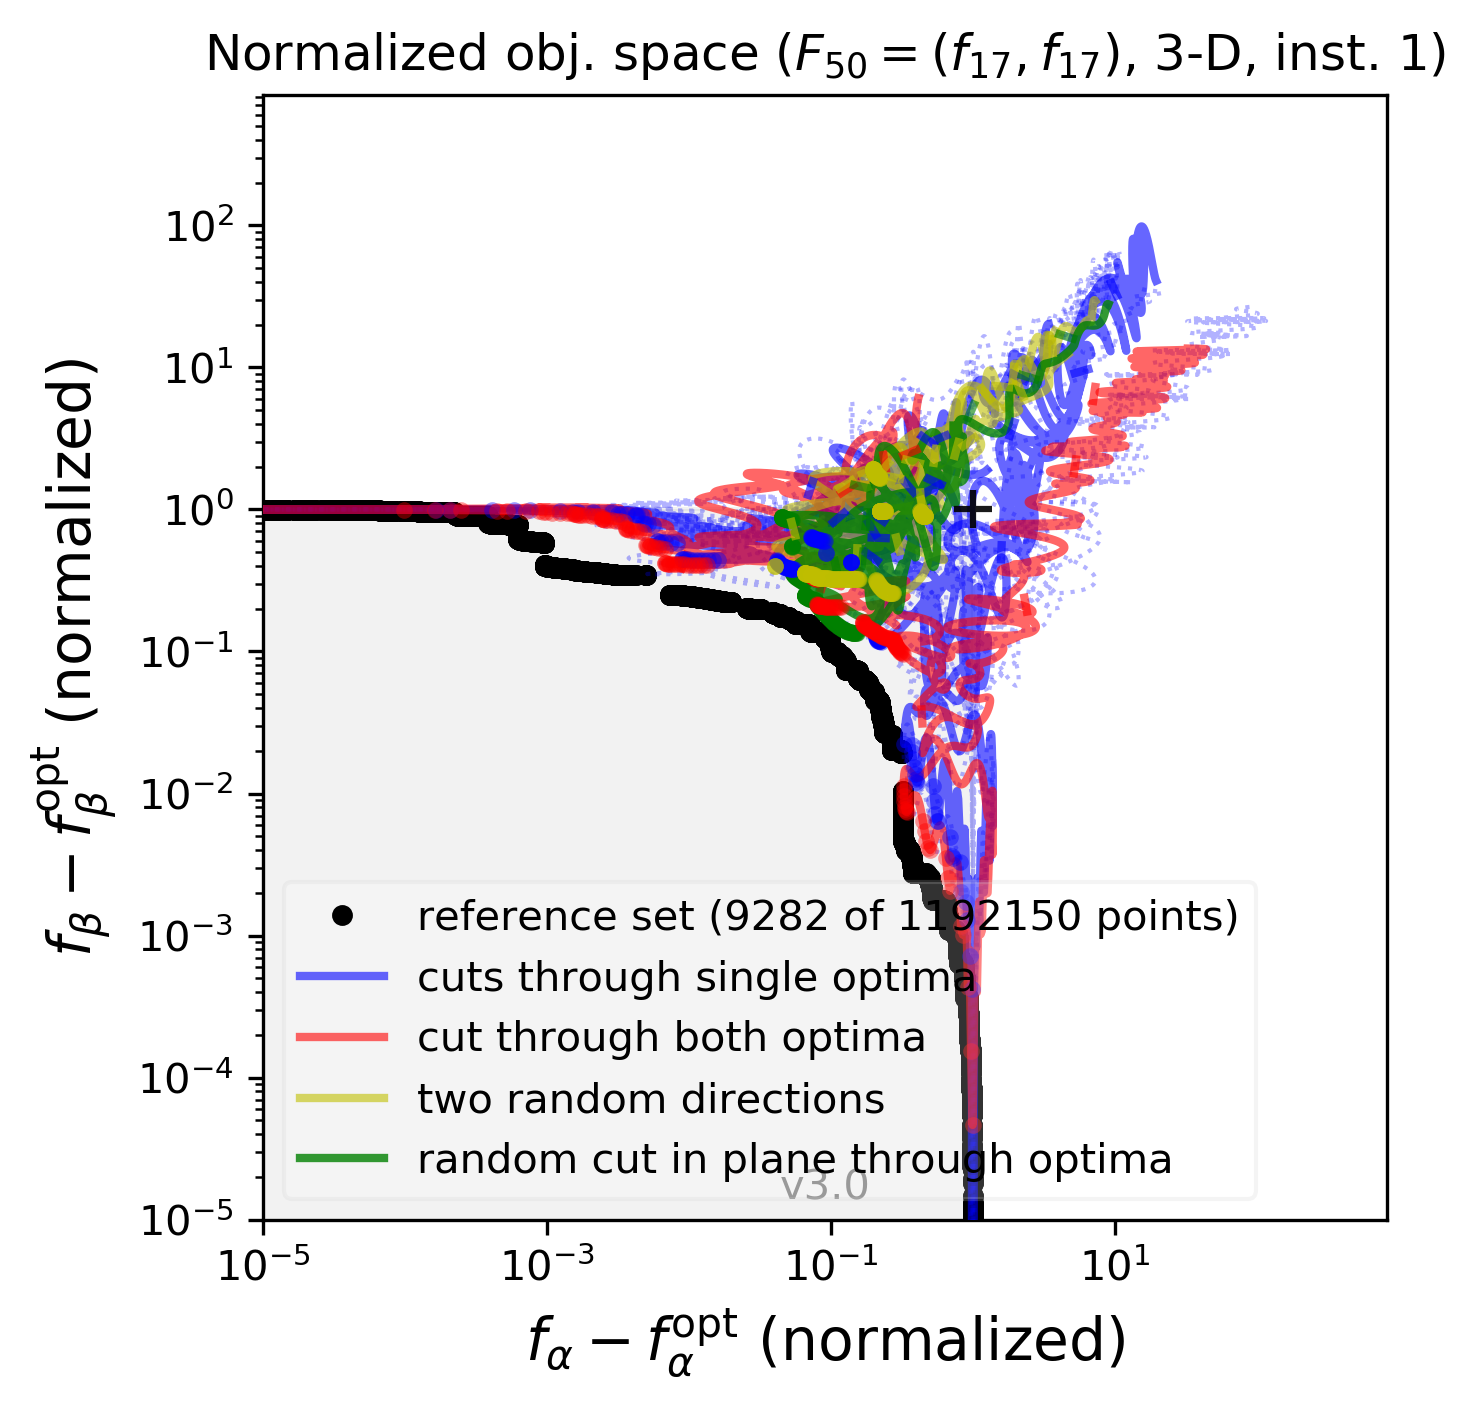 Normalized obj. space (F₅₀ = (f₁₇, f₁₇), 3-D, inst. 1)
f_β − f_β^opt (normalized)
10²
10¹
10⁰
10⁻¹
10⁻²
10⁻³
10⁻⁴
10⁻⁵
reference set (9282 of 1192150 points)
cuts through single optima
cut through both optima
two random directions
random cut in plane through optima
v3.0
10⁻⁵ 10⁻³ 10⁻¹ 10¹
f_α − f_α^opt (normalized)